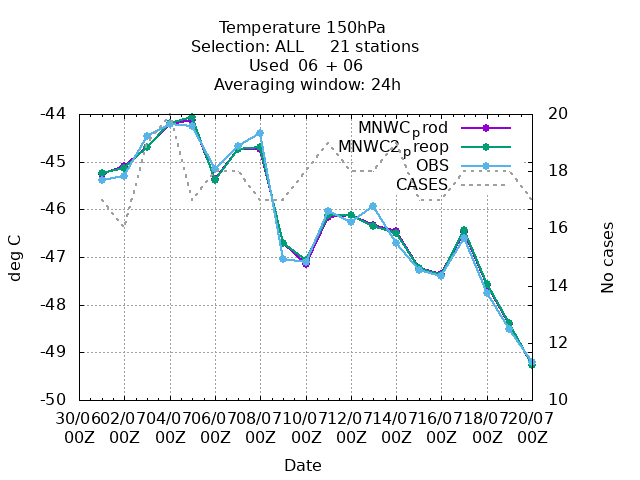 Temperature 150hPa
Selection: ALL     21 stations
Used  06 + 06
Averaging window: 24h
-44
-45
-46
-47
-48
-49
-50
deg C
20
18
16
14
12
10
No cases
MNWCprod
MNWC2preop
OBS
CASES
30/06 02/07 04/07 06/07 08/07 10/07 12/07 14/07 16/07 18/07 20/07
00Z 00Z 00Z 00Z 00Z 00Z 00Z 00Z 00Z 00Z 00Z
Date